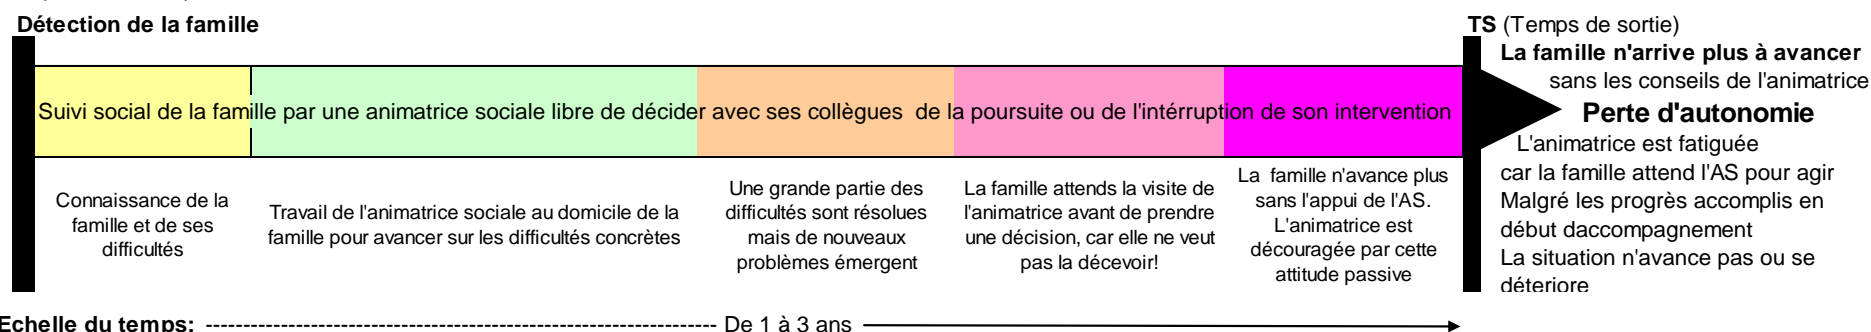 Détection de la famille
TS (Temps de sortie)
La famille n'arrive plus à avancer
sans les conseils de l'animatrice
Perte d'autonomie
L'animatrice est fatiguée
car la famille attend l'AS pour agir
Malgré les progrès accomplis en
début daccompagnement
La situation n'avance pas ou se
déteriore
Suivi social de la famille par une animatrice sociale libre de décider avec ses collègues de la poursuite ou de l'intérruption de son intervention
Connaissance de la
famille et de ses
difficultés
Travail de l'animatrice sociale au domicile de la
famille pour avancer sur les difficultés concrètes
Une grande partie des
difficultés sont résolues
mais de nouveaux
problèmes émergent
La famille attends la visite de
l'animatrice avant de prendre
une décision, car elle ne veut
pas la décevoir!
La famille n'avance plus
sans l'appui de l'AS.
L'animatrice est
découragée par cette
attitude passive
Echelle du temps: -------------------------------------------------------------------- De 1 à 3 ans